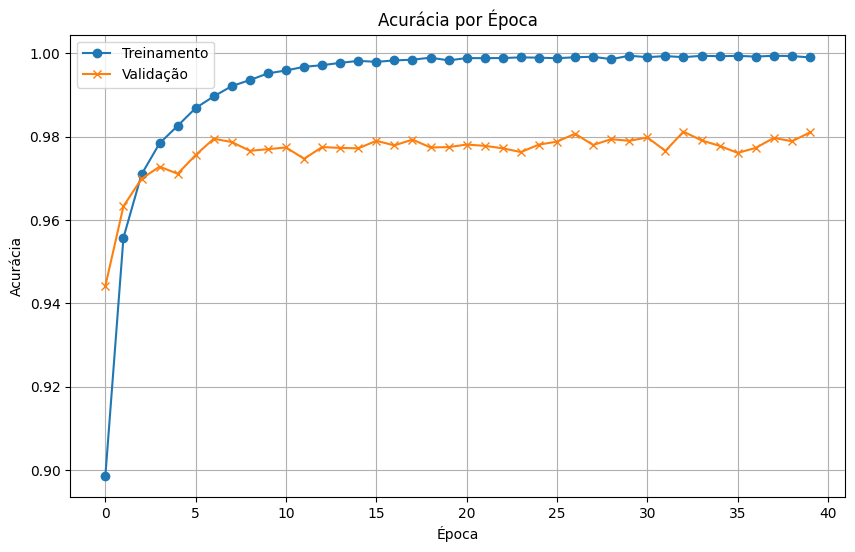 Acurácia por Época
Treinamento
Validação
1.00
0.98
0.96
0.94
0.92
0.90
Acurácia
0 5 10 15 20 25 30 35 40
Época